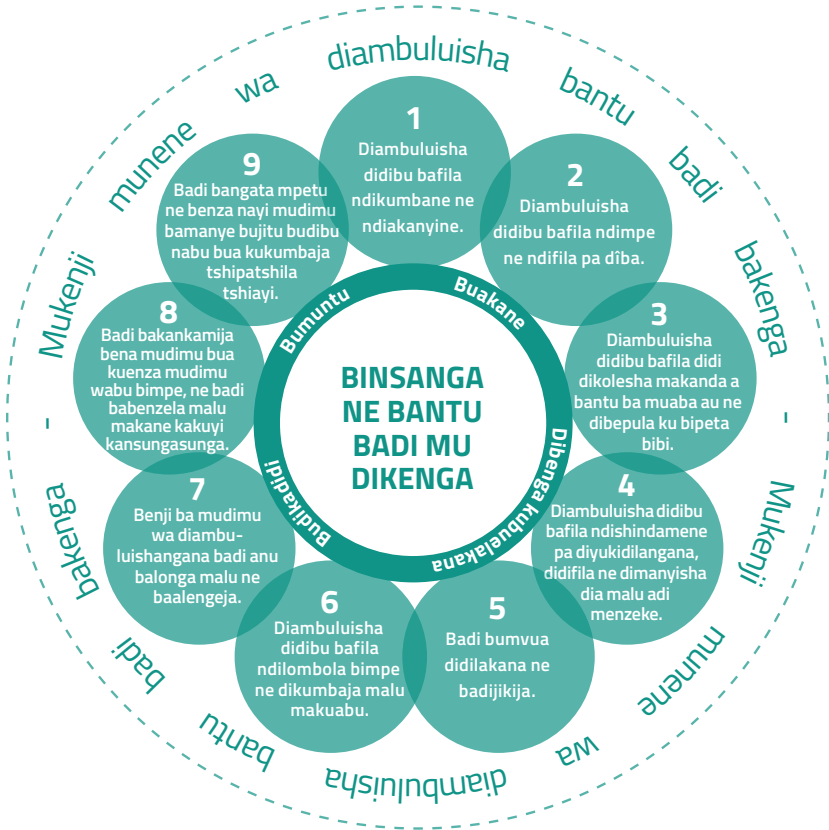 Mukenji munene wa diambuluisha bantu badi bakenga - Mukenji munene wa diambuluisha bantu badi bakenga -
1
Diambuluisha
didibu bafila
ndikumbane ne
ndiakanyine.
2
Diambuluisha
didibu bafila ndimpe
ne ndifila pa dîba.
3
Diambuluisha
didibu bafila didi
dikolesha makanda a
bantu ba muaba au ne
dibepula ku bipeta
bibi.
4
Diambuluisha didibu
bafila ndishindamene
pa diyukidilangana,
didifila ne dimanyisha
dia malu adi
menzeke.
5
Badi bumvua
didilakana ne
badijikija.
6
Diambuluisha
didibu bafila
ndilombola bimpe
ne dikumbaja malu
makuabu.
7
Benji ba mudimu
wa diambu-
luishangana badi anu
balonga malu ne
baalengeja.
8
Badi bakankamija
bena mudimu bua
kuenza mudimu
wabu bimpe, ne badi
babenzela malu
makane kakuyi
kansungasunga.
9
Badi bangata mpetu
ne benza nayi mudimu
bamanye bujitu budibu
nabu bua kukumbaja
tshipatshila
tshiayi.
Bumuntu
Buakane
Dibenga kubuelakana
Budikadidi
BINSANGA
NE BANTU
BADI MU
DIKENGA